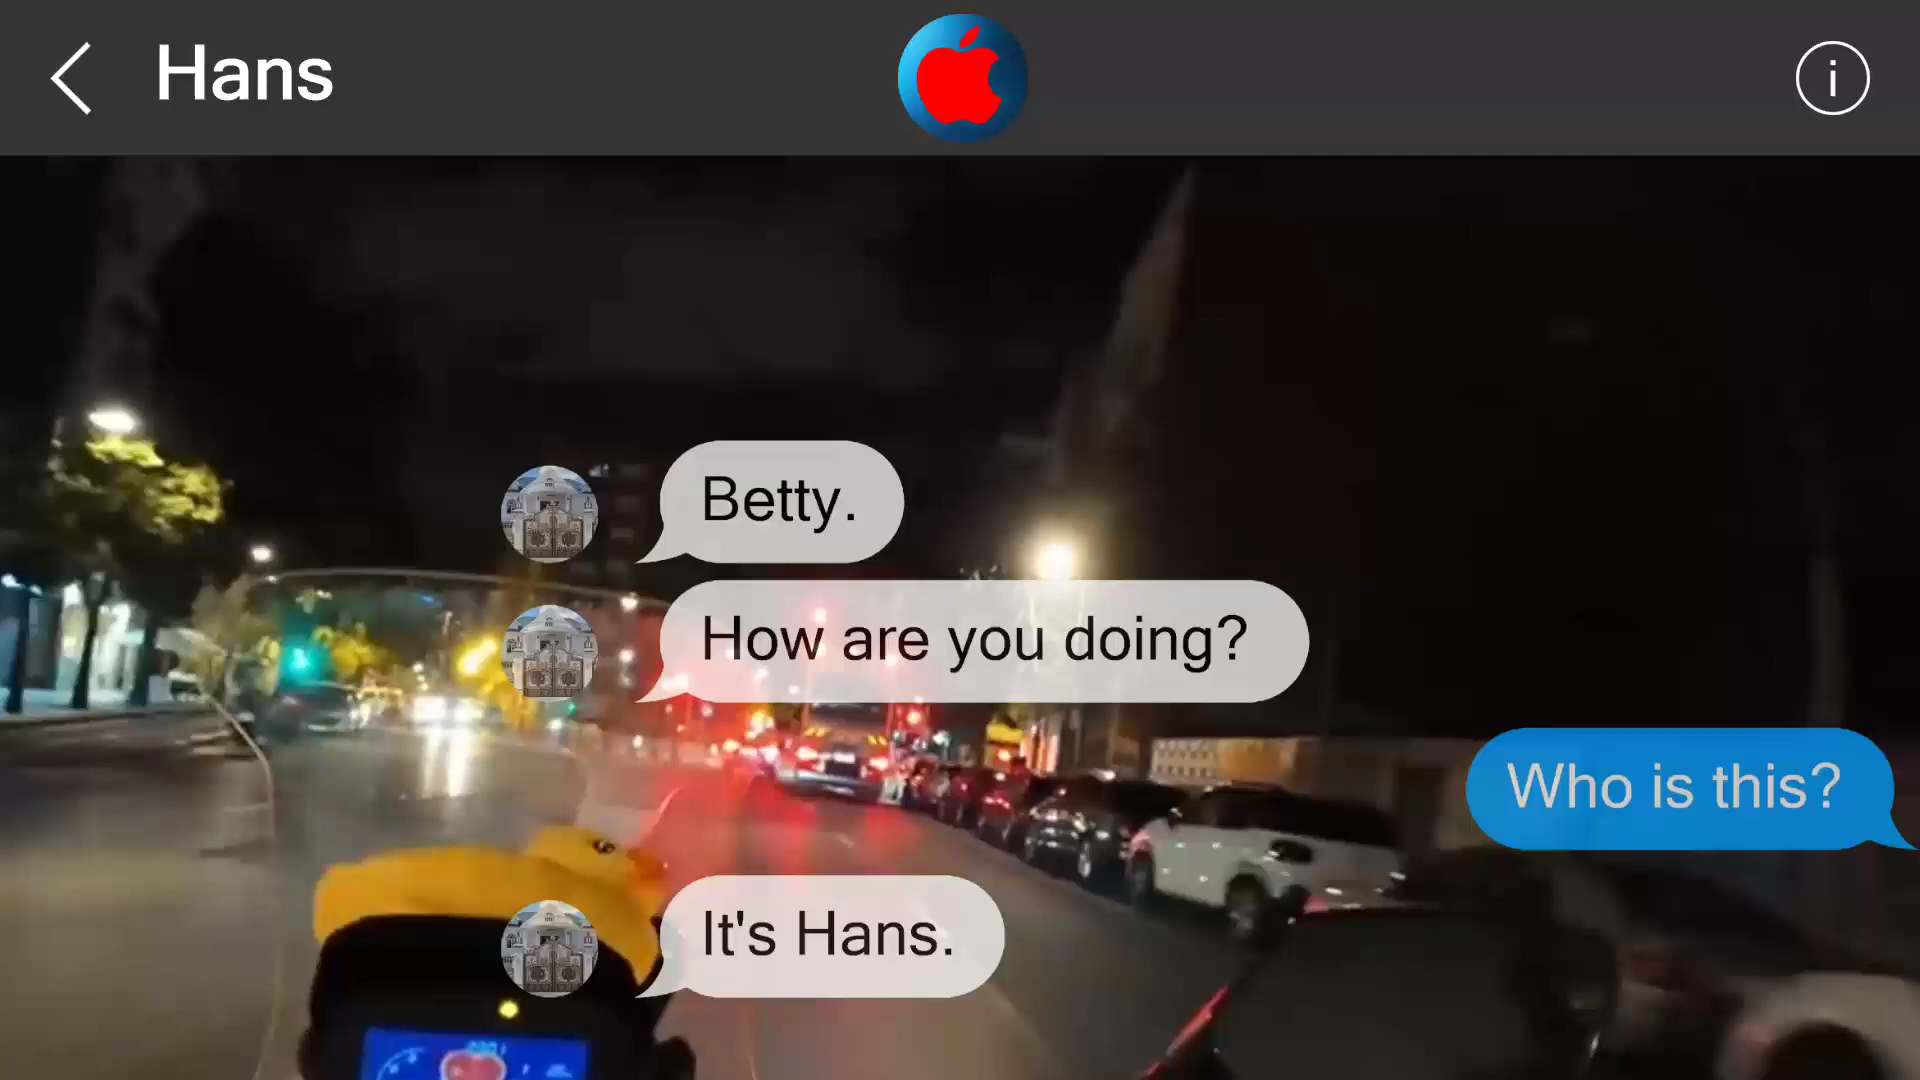 Hans
i
Betty.
How are you doing?
Who is this?
It's Hans.